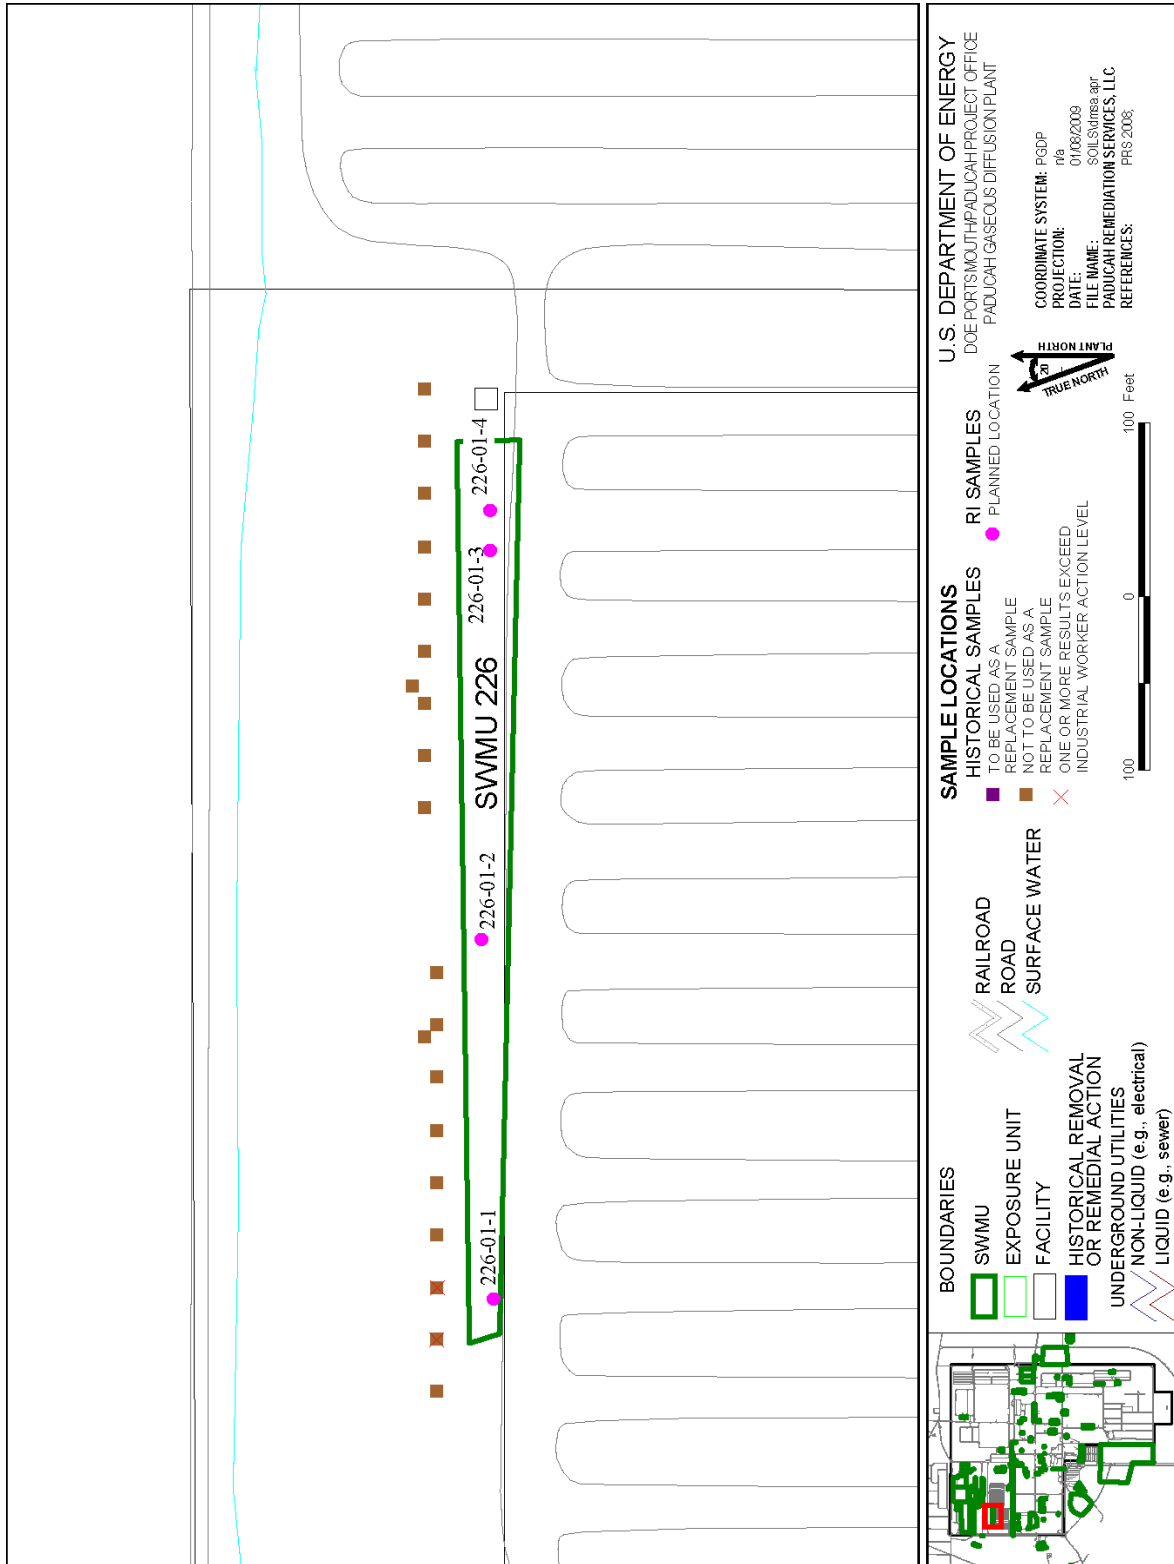 226-01-1
226-01-2
SWMU 226
226-01-3
226-01-4
BOUNDARIES
SWMU
EXPOSURE UNIT
FACILITY
HISTORICAL REMOVAL
OR REMEDIAL ACTION
UNDERGROUND UTILITIES
NON-LIQUID (e.g., electrical)
LIQUID (e.g., sewer)
RAILROAD
ROAD
SURFACE WATER
SAMPLE LOCATIONS
HISTORICAL SAMPLES
TO BE USED AS A
REPLACEMENT SAMPLE
NOT TO BE USED AS A
REPLACEMENT SAMPLE
ONE OR MORE RESULTS EXCEED
INDUSTRIAL WORKER ACTION LEVEL
RI SAMPLES
PLANNED LOCATION
100 0 100 Feet
TRUE NORTH
20
PLANT NORTH
U.S. DEPARTMENT OF ENERGY
DOE PORTSMOUTH/PADUCAH PROJECT OFFICE
PADUCAH GASEOUS DIFFUSION PLANT
COORDINATE SYSTEM: PGDP
PROJECTION: n/a
DATE: 01/08/2009
FILE NAME: SOILS\dmsa.apr
PADUCAH REMEDIATION SERVICES, LLC
REFERENCES: PRS 2008;